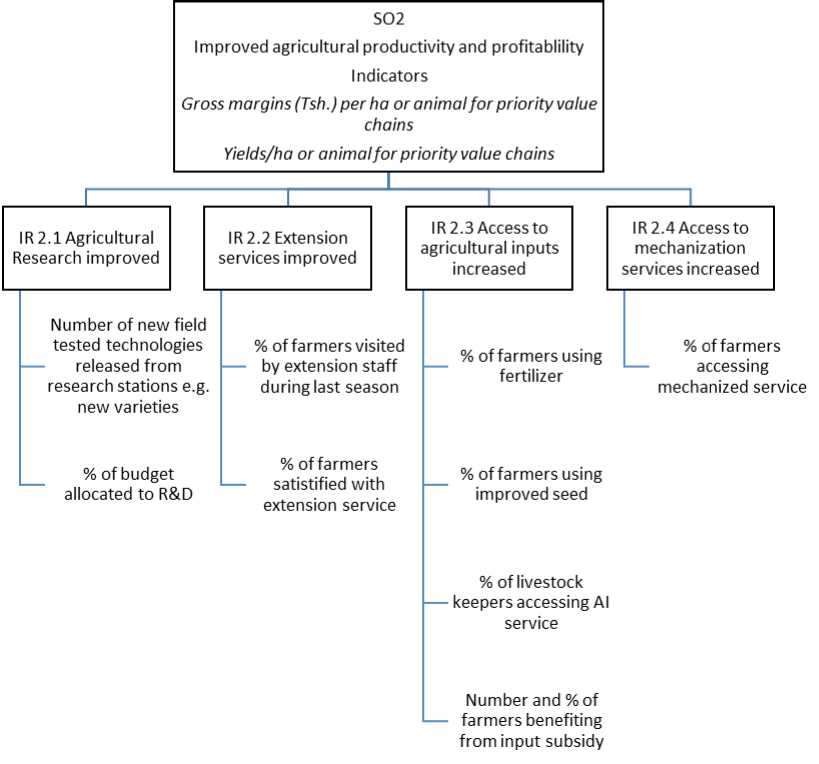 SO2
Improved agricultural productivity and profitablility
Indicators
Gross margins (Tsh.) per ha or animal for priority value
chains
Yields/ha or animal for priority value chains
IR 2.1 Agricultural
Research improved
Number of new field
tested technologies
released from
research stations e.g.
new varieties
% of budget
allocated to R&D
IR 2.2 Extension
services improved
% of farmers visited
by extension staff
during last season
% of farmers
satistified with
extension service
IR 2.3 Access to
agricultural inputs
increased
% of farmers using
fertilizer
% of farmers using
improved seed
% of livestock
keepers accessing AI
service
Number and % of
farmers benefiting
from input subsidy
IR 2.4 Access to
mechanization
services increased
% of farmers
accessing
mechanized service